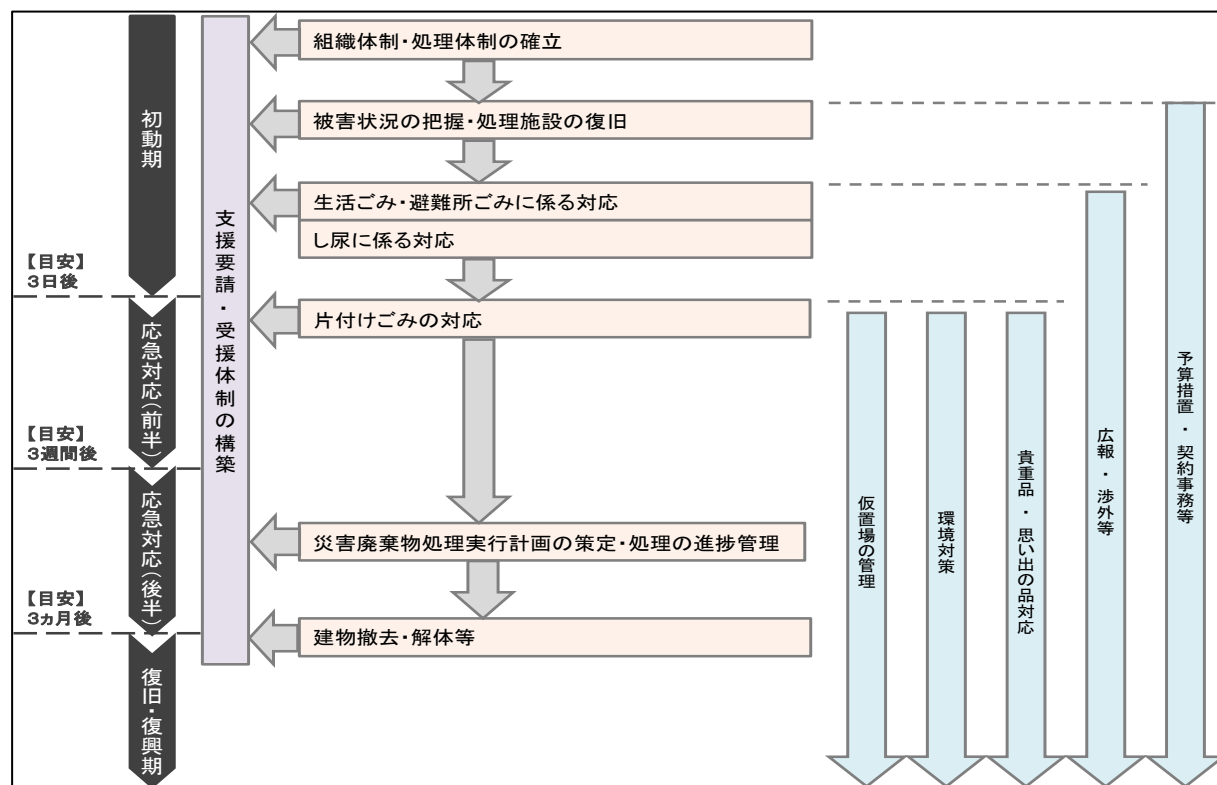 初動期
【目安】
３日後
応急対応（前半）
【目安】
３週間後
応急対応（後半）
【目安】
３ヵ月後
復旧・復興期
支援要請・受援体制の構築
組織体制・処理体制の確立
被害状況の把握・処理施設の復旧
生活ごみ・避難所ごみに係る対応
し尿に係る対応
片付けごみの対応
災害廃棄物処理実行計画の策定・処理の進捗管理
建物撤去・解体等
仮置場の管理
環境対策
貴重品・思い出の品対応
広報・渉外等
予算措置・契約事務等